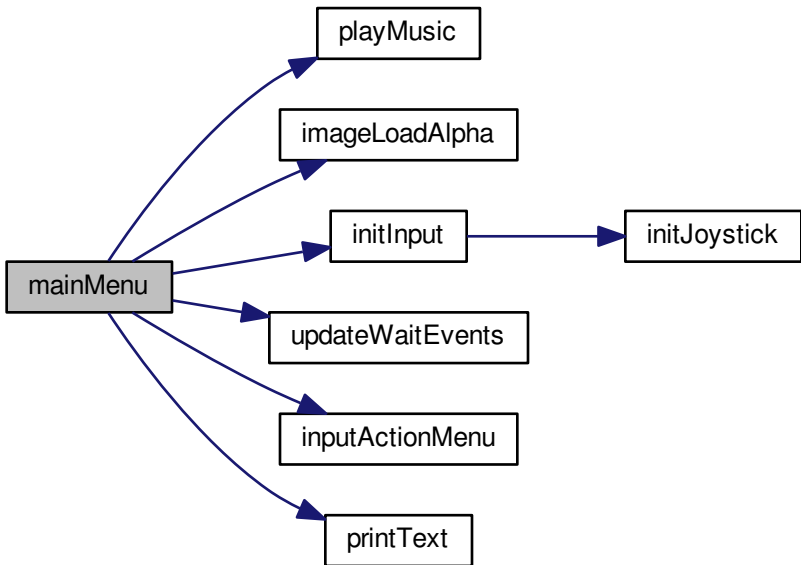 playMusic
imageLoadAlpha
initInput
initJoystick
mainMenu
updateWaitEvents
inputActionMenu
printText